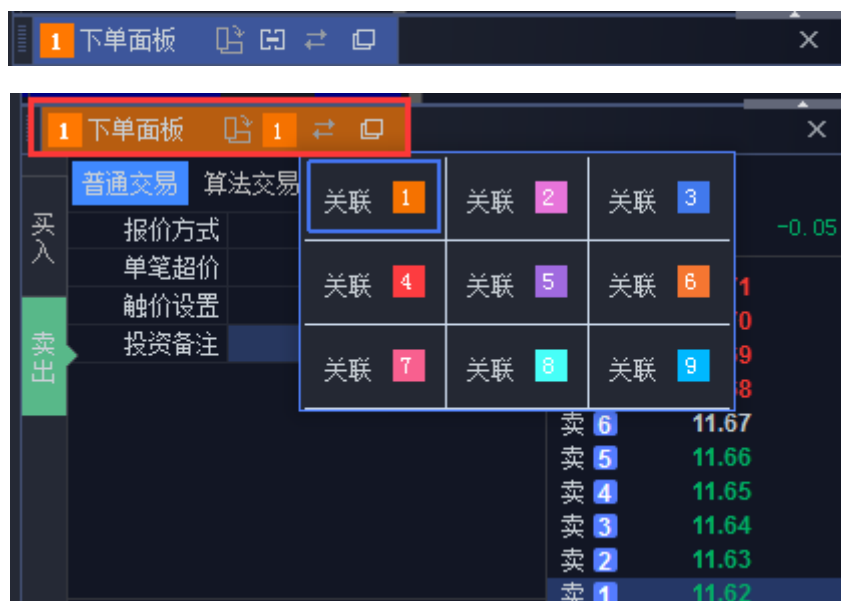 1 下单面板
1 下单面板 1
普通交易 算法交易
买入
卖出
报价方式
单笔超价
触价设置
投资备注
关联 1 关联 2 关联 3
关联 4 关联 5 关联 6
关联 7 关联 8 关联 9
-0.05
卖 6 11.67
卖 5 11.66
卖 4 11.65
卖 3 11.64
卖 2 11.63
卖 1 11.62